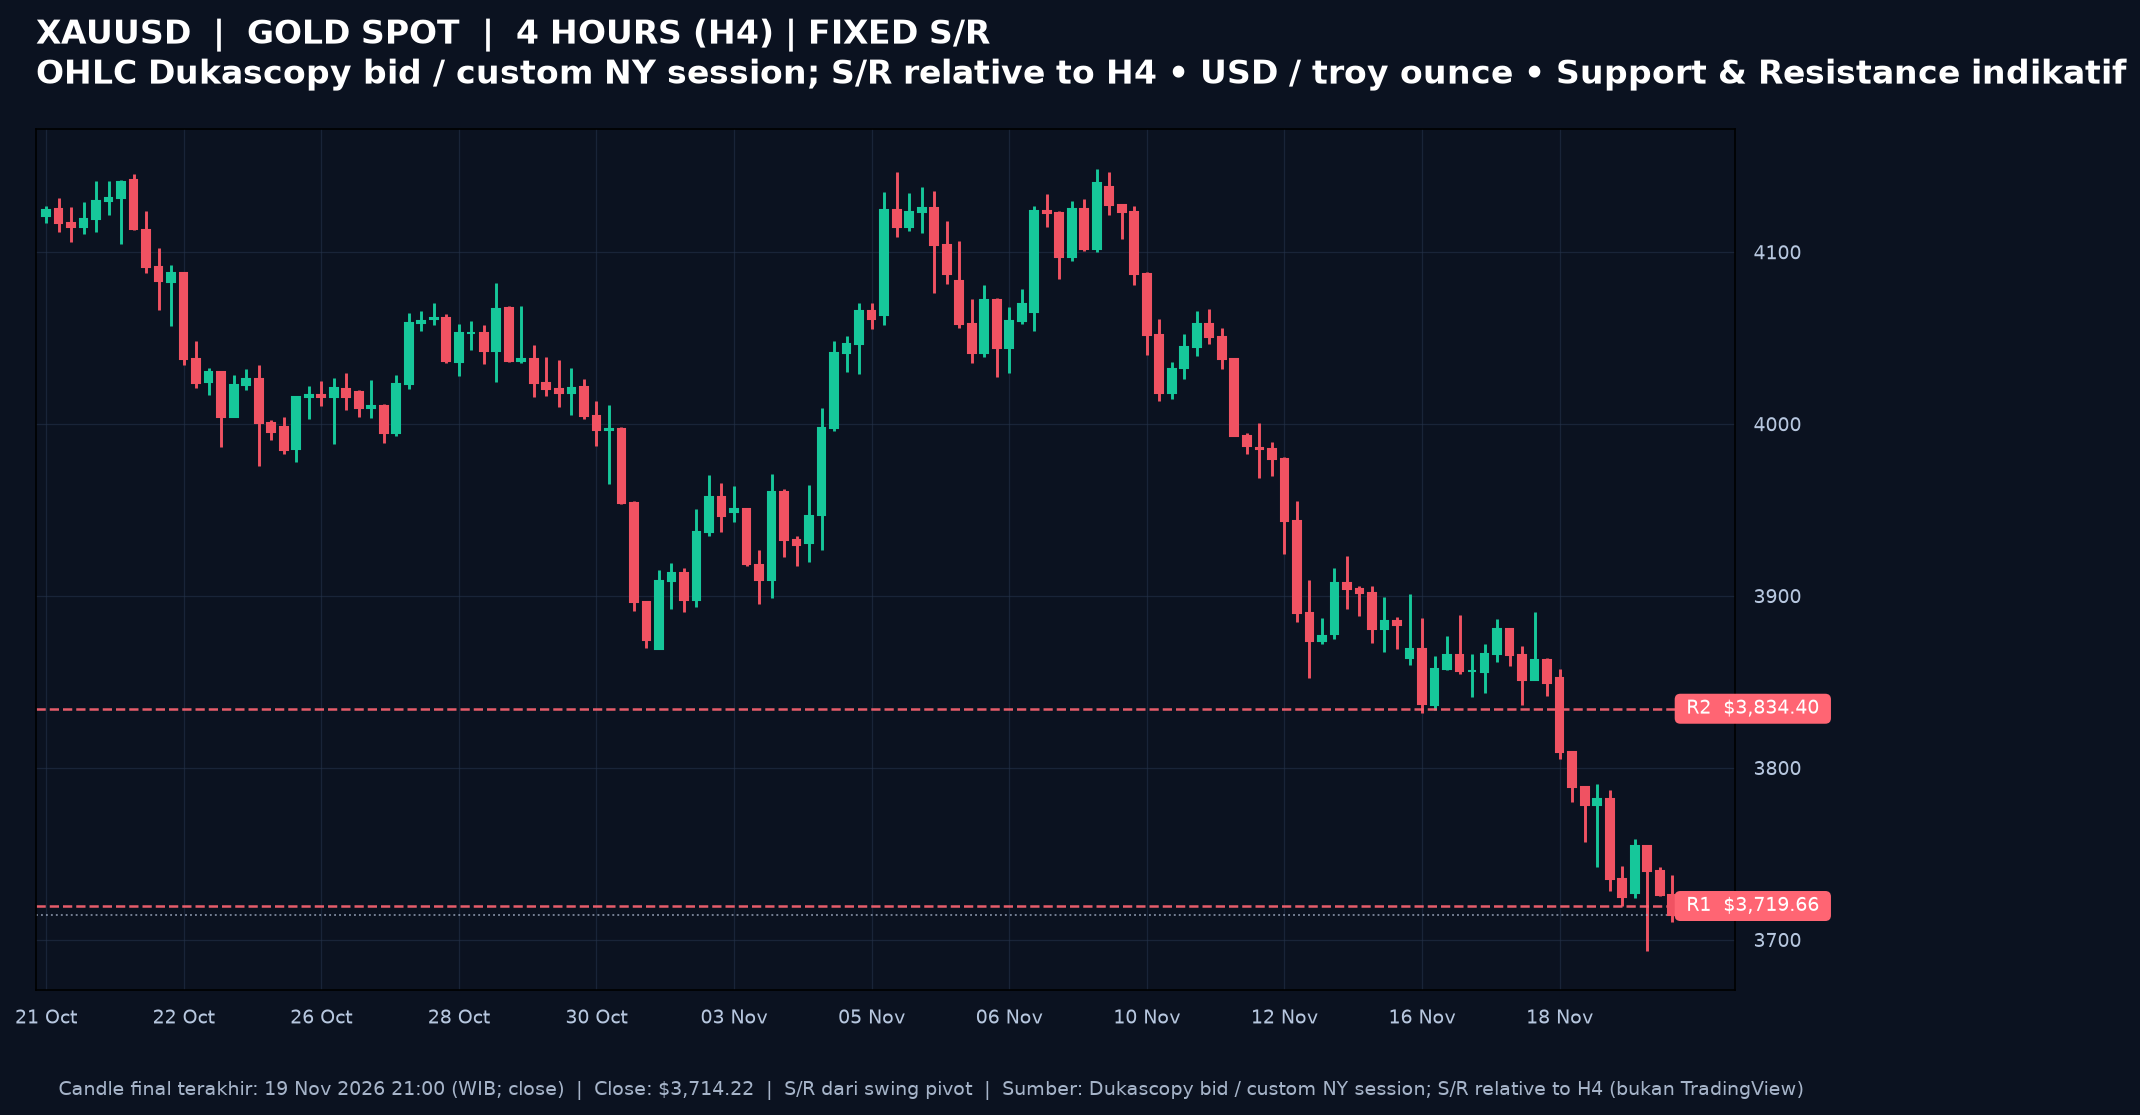 XAUUSD | GOLD SPOT | 4 HOURS (H4) | FIXED S/R
OHLC Dukascopy bid / custom NY session; S/R relative to H4 • USD / troy ounce • Support & Resistance indikatif
4100
4000
3900
R2 $3,834.40
3800
R1 $3,719.66
3700
21 Oct 22 Oct 26 Oct 28 Oct 30 Oct 03 Nov 05 Nov 06 Nov 10 Nov 12 Nov 16 Nov 18 Nov
Candle final terakhir: 19 Nov 2026 21:00 (WIB; close) | Close: $3,714.22 | S/R dari swing pivot | Sumber: Dukascopy bid / custom NY session; S/R relative to H4 (bukan TradingView)